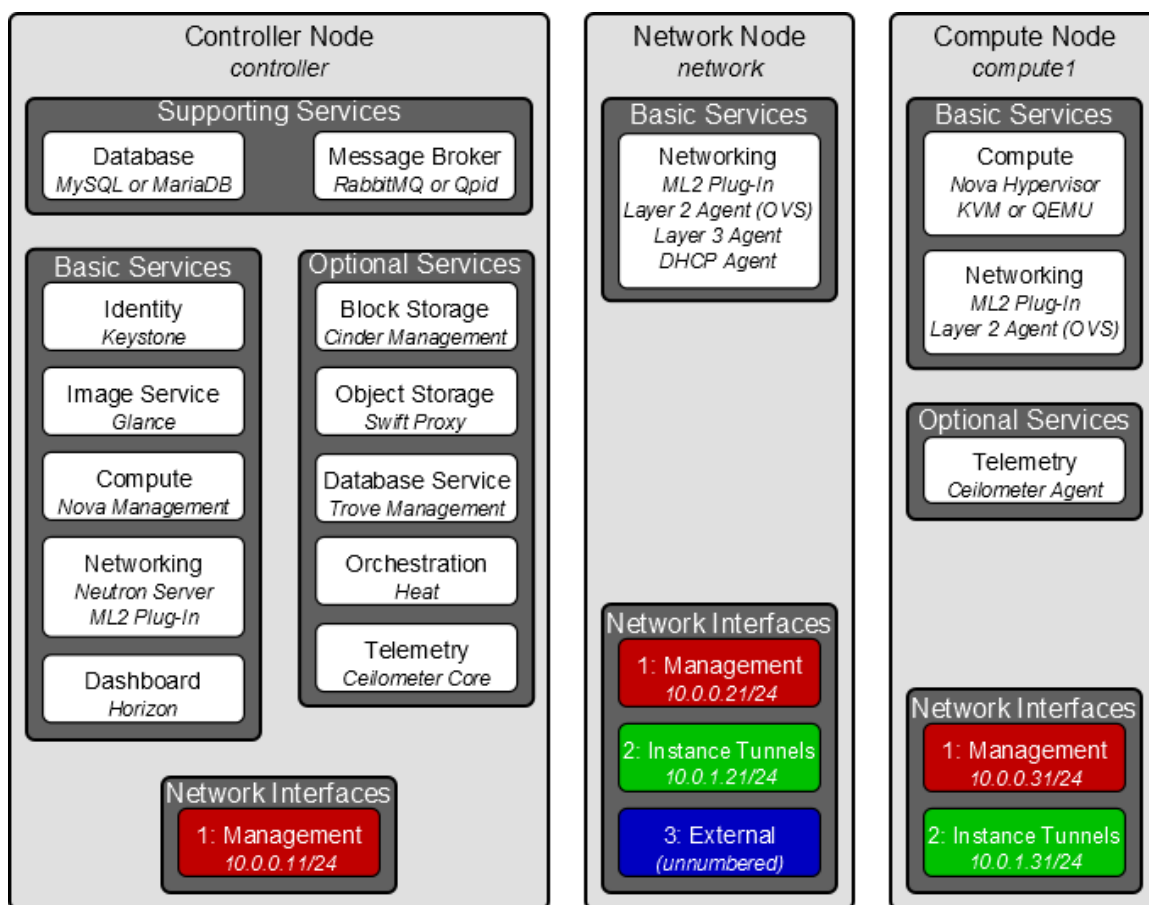 Controller Node
controller
Supporting Services
Database
MySQL or MariaDB
Message Broker
RabbitMQ or Qpid
Basic Services
Identity
Keystone
Image Service
Glance
Compute
Nova Management
Networking
Neutron Server
ML2 Plug-In
Dashboard
Horizon
Optional Services
Block Storage
Cinder Management
Object Storage
Swift Proxy
Database Service
Trove Management
Orchestration
Heat
Telemetry
Ceilometer Core
Network Interfaces
1: Management
10.0.0.11/24
Network Node
network
Basic Services
Networking
ML2 Plug-In
Layer 2 Agent (OVS)
Layer 3 Agent
DHCP Agent
Network Interfaces
1: Management
10.0.0.21/24
2: Instance Tunnels
10.0.1.21/24
3: External
(unnumbered)
Compute Node
compute1
Basic Services
Compute
Nova Hypervisor
KVM or QEMU
Networking
ML2 Plug-In
Layer 2 Agent (OVS)
Optional Services
Telemetry
Ceilometer Agent
Network Interfaces
1: Management
10.0.0.31/24
2: Instance Tunnels
10.0.1.31/24